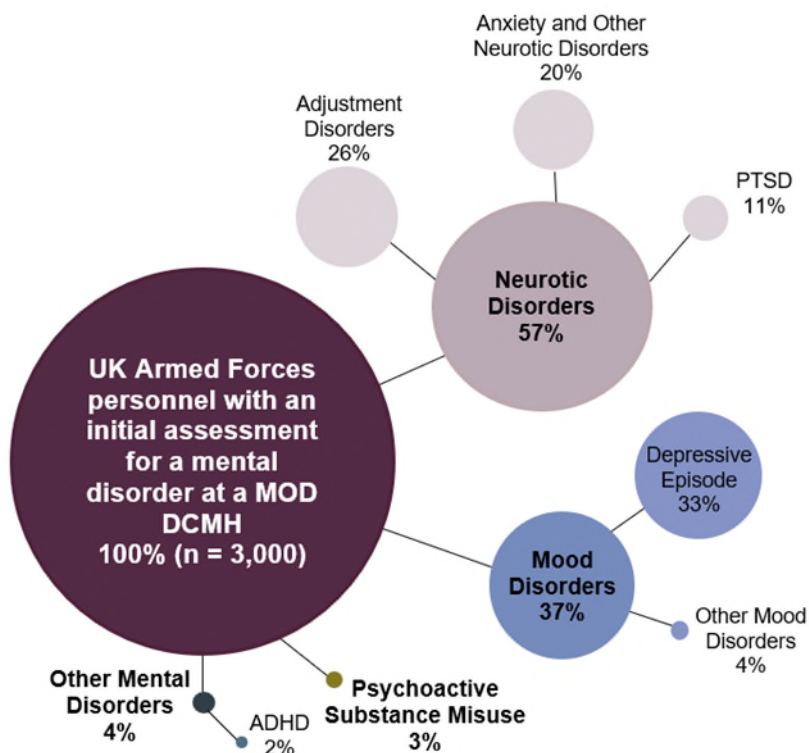 Anxiety and Other
Neurotic Disorders
20%
Adjustment
Disorders
26%
PTSD
11%
Neurotic
Disorders
57%
UK Armed Forces
personnel with an
initial assessment
for a mental
disorder at a MOD
DCMH
100% (n = 3,000)
Depressive
Episode
33%
Mood
Disorders
37%
Other Mood
Disorders
4%
Other Mental
Disorders
4%
ADHD
2%
Psychoactive
Substance Misuse
3%